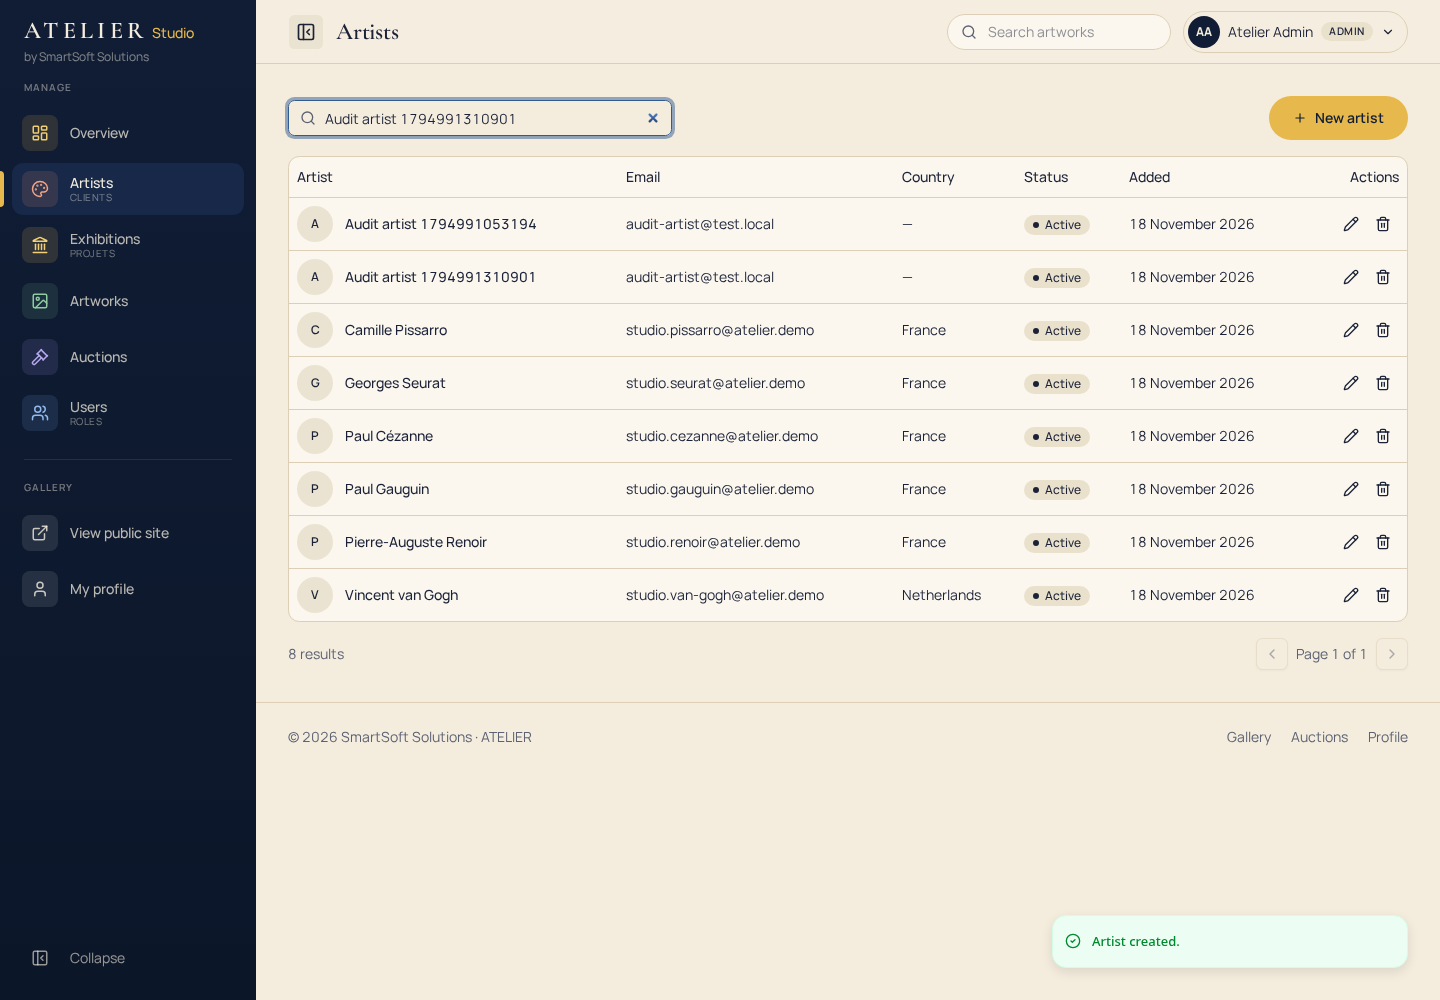 ATELIER Studio
by SmartSoft Solutions
MANAGE
Overview
Artists
CLIENTS
Exhibitions
PROJETS
Artworks
Auctions
Users
ROLES
GALLERY
View public site
My profile
Collapse
Artists
Search artworks
AA Atelier Admin ADMIN
Audit artist 1794991310901
New artist
Artist Email Country Status Added Actions
A Audit artist 1794991053194 audit-artist@test.local — Active 18 November 2026
A Audit artist 1794991310901 audit-artist@test.local — Active 18 November 2026
C Camille Pissarro studio.pissarro@atelier.demo France Active 18 November 2026
G Georges Seurat studio.seurat@atelier.demo France Active 18 November 2026
P Paul Cézanne studio.cezanne@atelier.demo France Active 18 November 2026
P Paul Gauguin studio.gauguin@atelier.demo France Active 18 November 2026
P Pierre-Auguste Renoir studio.renoir@atelier.demo France Active 18 November 2026
V Vincent van Gogh studio.van-gogh@atelier.demo Netherlands Active 18 November 2026
8 results
Page 1 of 1
© 2026 SmartSoft Solutions · ATELIER
Gallery Auctions Profile
Artist created.